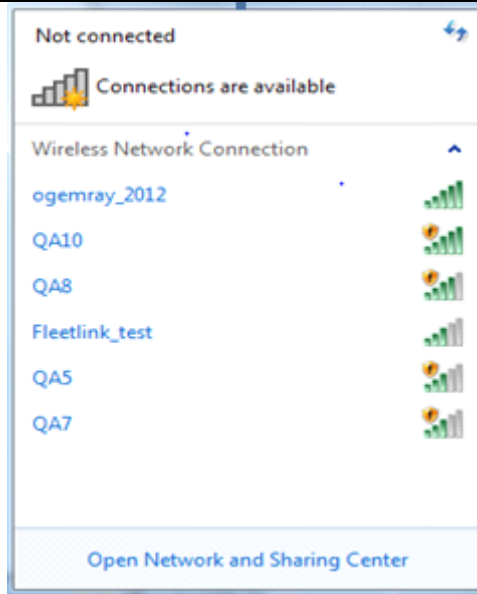 Not connected
Connections are available
Wireless Network Connection
ogemray_2012
QA10
QA8
Fleetlink_test
QA5
QA7
Open Network and Sharing Center